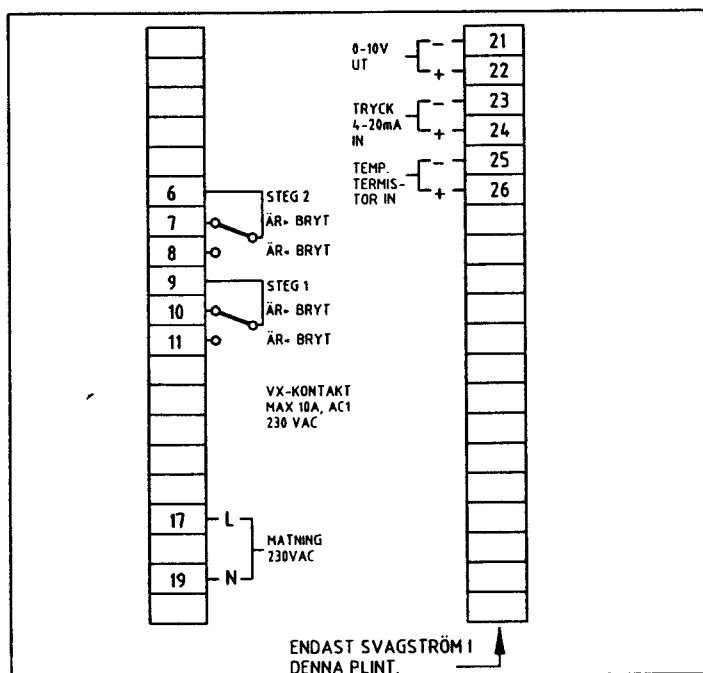 6
7
8
9
10
11
17
19
STEG 2
ÄR> BRYT
ÄR< BRYT
STEG 1
ÄR> BRYT
ÄR< BRYT
VX-KONTAKT
MAX 10A, AC1
230 VAC
L
N
MATNING
230VAC
0-10V
UT
-
+
TRYCK
4-20mA
IN
-
+
TEMP.
TERMIS-
TOR IN
-
+
21
22
23
24
25
26
ENDAST SVAGSTRÖM I
DENNA PLINT.